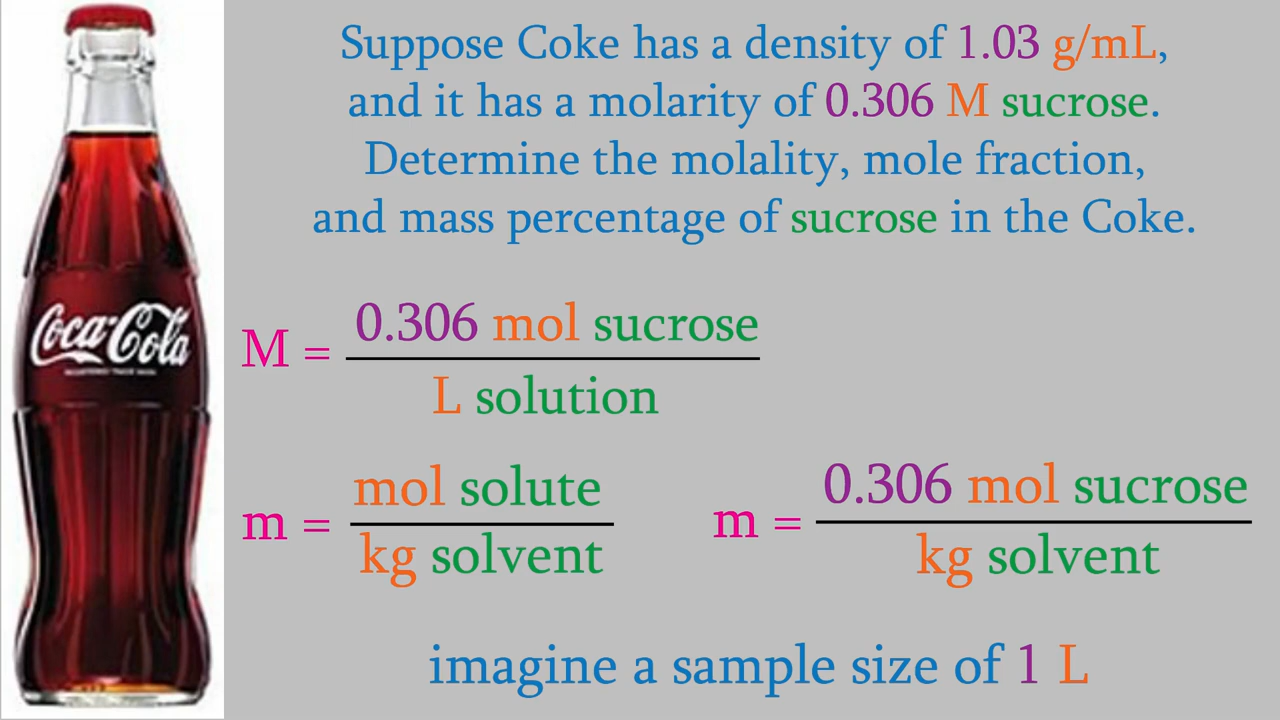 Suppose Coke has a density of 1.03 g/mL,
and it has a molarity of 0.306 M sucrose.
Determine the molality, mole fraction,
and mass percentage of sucrose in the Coke.
Coca-Cola
M = 0.306 mol sucrose
L solution
m = mol solute
kg solvent
m = 0.306 mol sucrose
kg solvent
imagine a sample size of 1 L